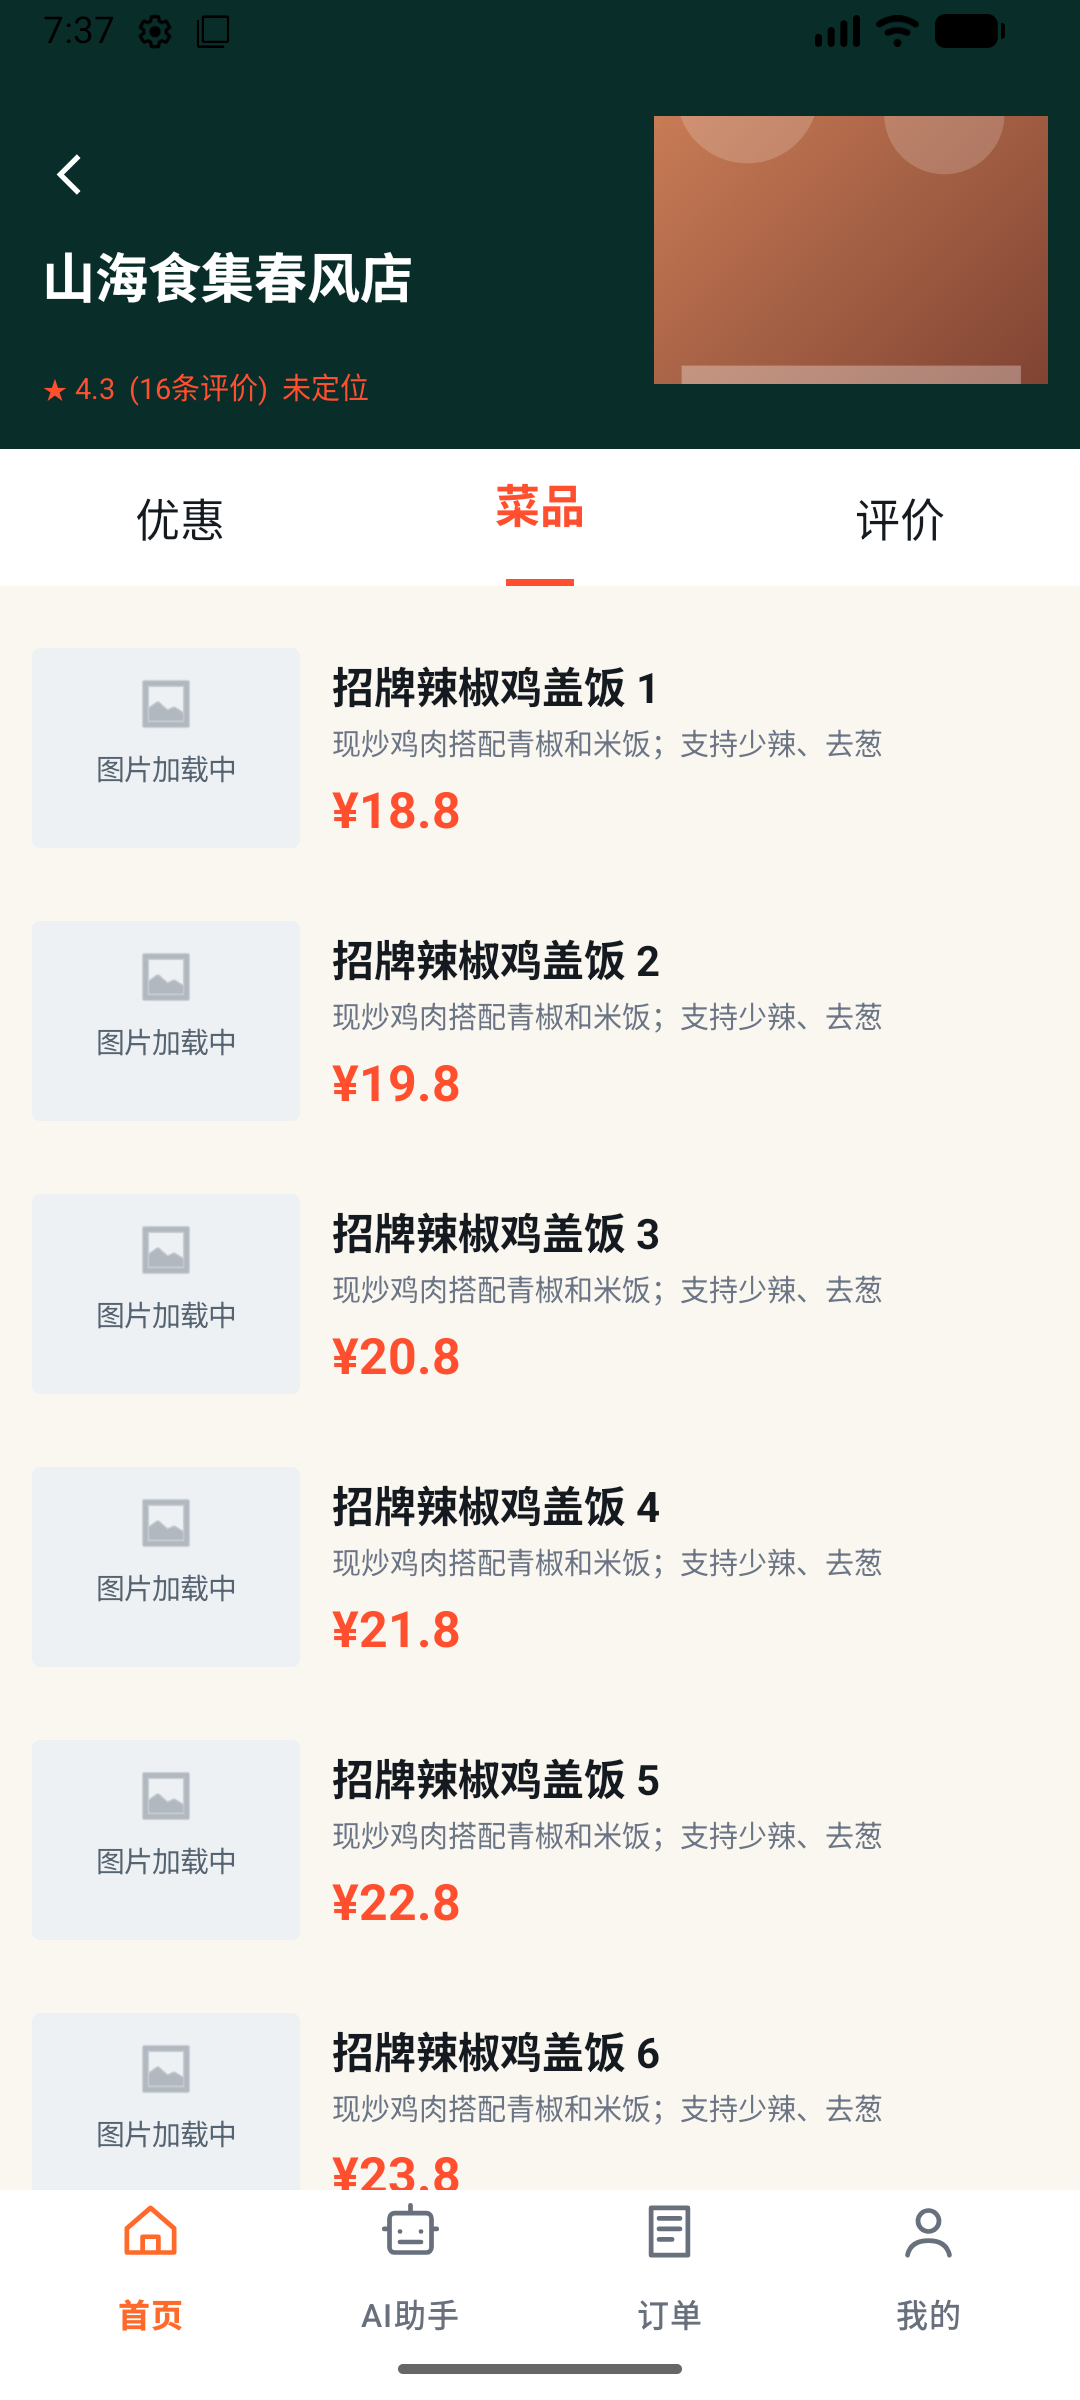 7:37
山海食集春风店
★ 4.3 (16条评价) 未定位
优惠
菜品
评价
图片加载中
招牌辣椒鸡盖饭 1
现炒鸡肉搭配青椒和米饭；支持少辣、去葱
¥18.8
图片加载中
招牌辣椒鸡盖饭 2
现炒鸡肉搭配青椒和米饭；支持少辣、去葱
¥19.8
图片加载中
招牌辣椒鸡盖饭 3
现炒鸡肉搭配青椒和米饭；支持少辣、去葱
¥20.8
图片加载中
招牌辣椒鸡盖饭 4
现炒鸡肉搭配青椒和米饭；支持少辣、去葱
¥21.8
图片加载中
招牌辣椒鸡盖饭 5
现炒鸡肉搭配青椒和米饭；支持少辣、去葱
¥22.8
图片加载中
招牌辣椒鸡盖饭 6
现炒鸡肉搭配青椒和米饭；支持少辣、去葱
¥23.8
首页
AI助手
订单
我的